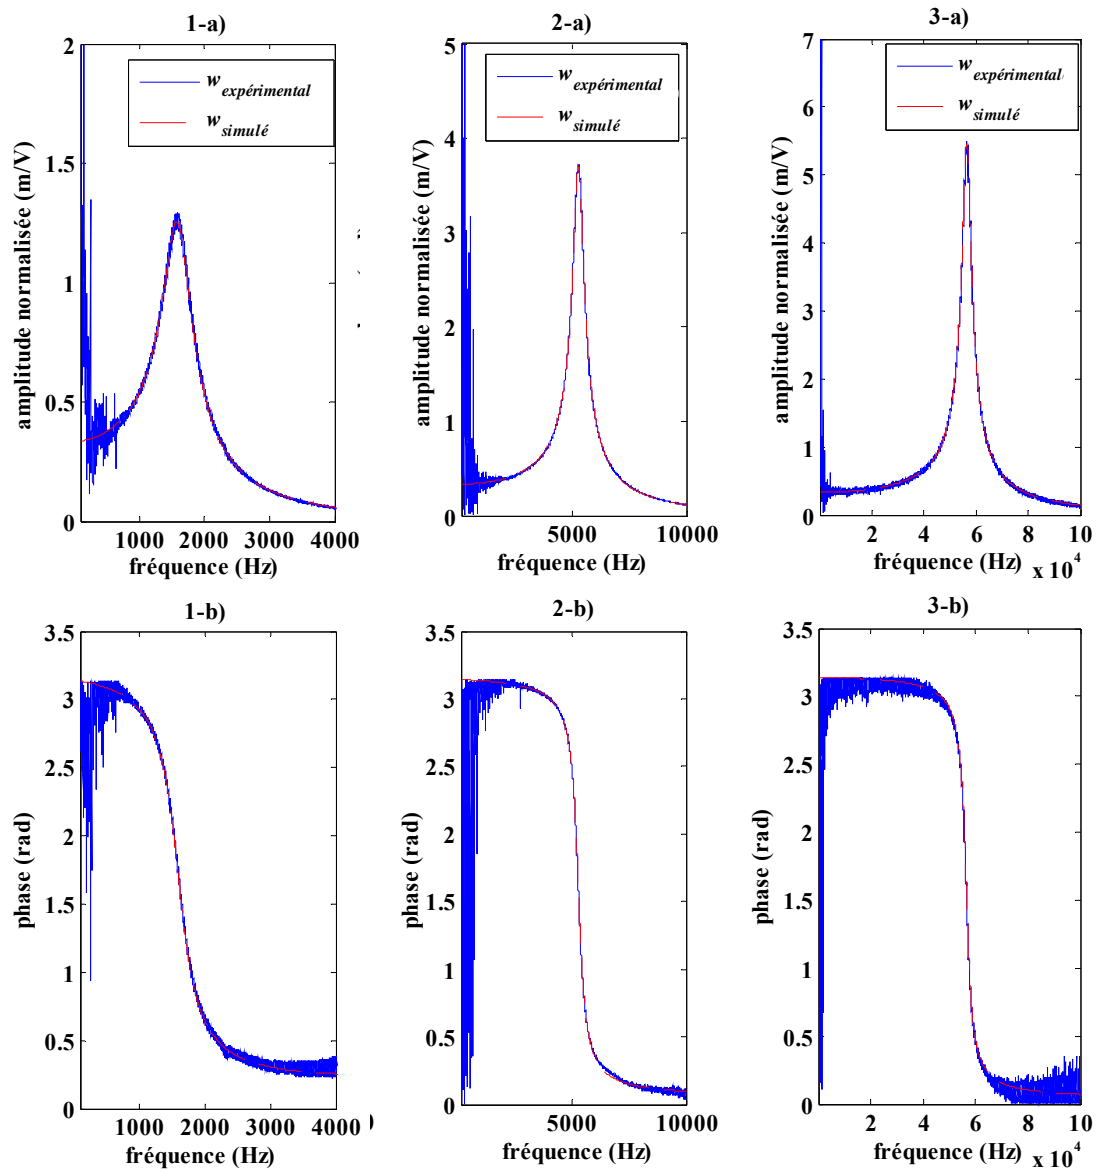 1-a)
2-a)
3-a)
amplitude normalisée (m/V)
2
1.5
1
0.5
0
w expérimental
w simulé
1000 2000 3000 4000
fréquence (Hz)
amplitude normalisée (m/V)
5
4
3
2
1
0
w expérimental
w simulé
5000 10000
fréquence (Hz)
amplitude normalisée (m/V)
7
6
5
4
3
2
1
0
w expérimental
w simulé
2 4 6 8 10
fréquence (Hz) x 10^4
1-b)
2-b)
3-b)
phase (rad)
3.5
3
2.5
2
1.5
1
0.5
0
1000 2000 3000 4000
fréquence (Hz)
phase (rad)
3.5
3
2.5
2
1.5
1
0.5
0
5000 10000
fréquence (Hz)
phase (rad)
3.5
3
2.5
2
1.5
1
0.5
0
2 4 6 8 10
fréquence (Hz) x 10^4